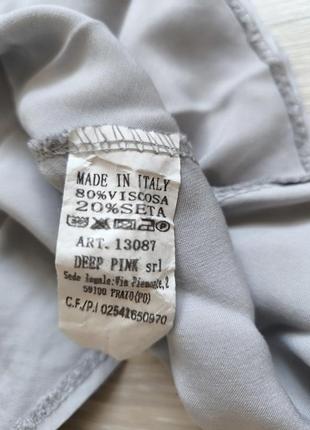 MADE IN ITALY
80%VISCOSA
20%SETA
ART. 13087
DEEP PINK srl
Sede legale:Via Piemonte,2
59100 PRATO(PO)
C.F./P.I 02541650970